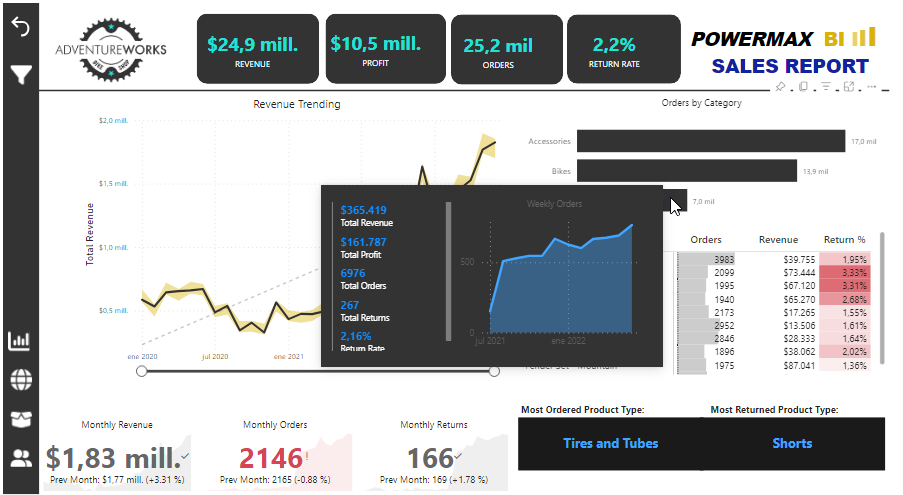 ADVENTUREWORKS
BIKE SHOP
$24,9 mill.
REVENUE
$10,5 mill.
PROFIT
25,2 mil
ORDERS
2,2%
RETURN RATE
POWERMAX BI
SALES REPORT
Revenue Trending
Total Revenue
$2,0 mill.
$1,5 mill.
$1,0 mill.
$0,5 mill.
ene 2020
jul 2020
ene 2021
Orders by Category
Accessories
17,0 mil
Bikes
13,9 mil
7,0 mil
$365.419
Total Revenue
$161.787
Total Profit
6976
Total Orders
267
Total Returns
2,16%
Return Rate
Weekly Orders
500
0
jul 2021
ene 2022
Orders Revenue Return %
3983 $39.755 1,95%
2099 $73.444 3,33%
1995 $67.120 3,31%
1940 $65.270 2,68%
2173 $17.265 1,55%
2952 $13.506 1,61%
2846 $28.333 1,64%
1896 $38.062 2,02%
1975 $87.041 1,36%
Monthly Revenue
$1,83 mill.
Prev Month: $1,77 mill. (+3.31 %)
Monthly Orders
2146!
Prev Month: 2165 (-0.88 %)
Monthly Returns
166
Prev Month: 169 (+1.78 %)
Most Ordered Product Type:
Tires and Tubes
Most Returned Product Type:
Shorts